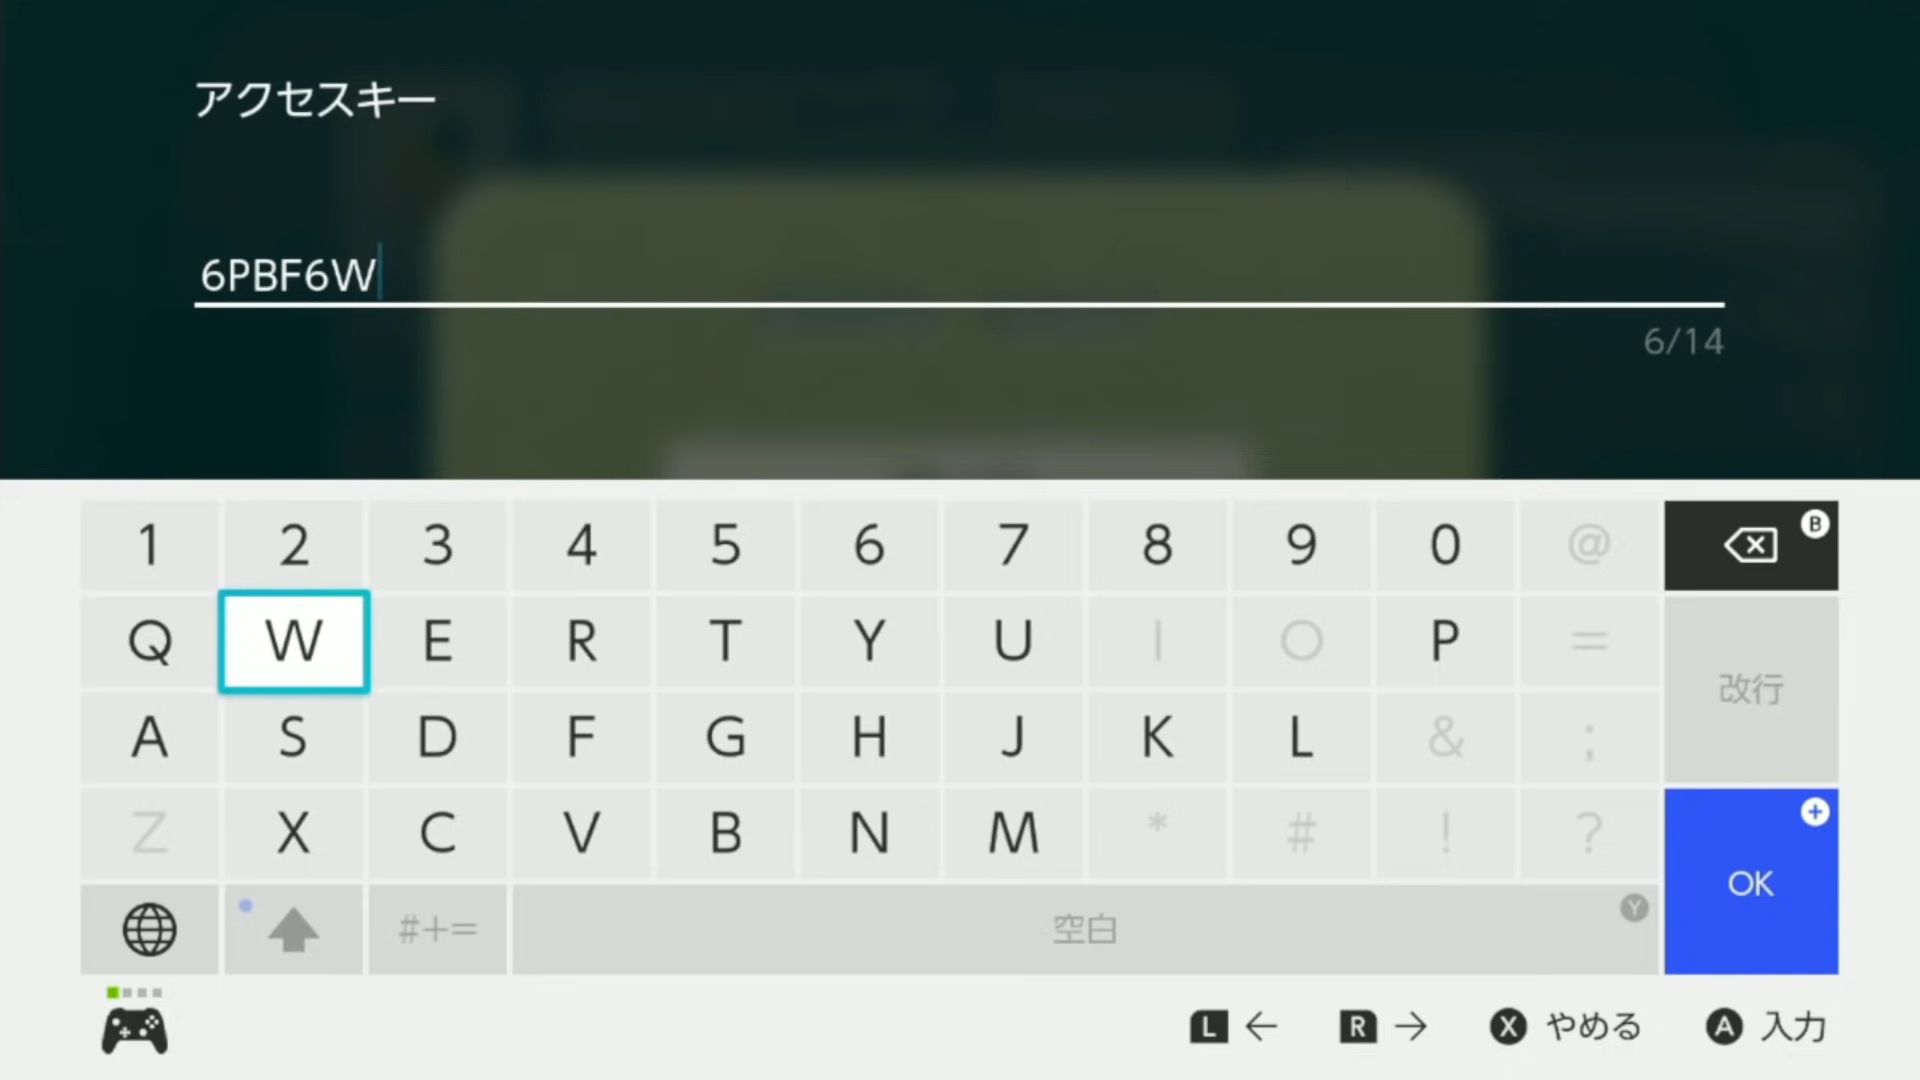 アクセスキー
6PBF6W
6/14
1 2 3 4 5 6 7 8 9 0 @ B
Q W E R T Y U I O P =
改行
A S D F G H J K L & ;
Z X C V B N M * # ! ?
OK
#+= 空白 Y
L ← R → X やめる A 入力